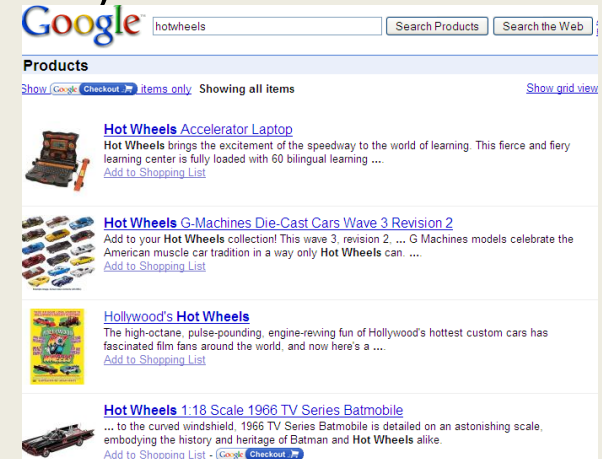 Google hotwheels Search Products Search the Web
Products
Show Google Checkout items only Showing all items Show grid view
Hot Wheels Accelerator Laptop
Hot Wheels brings the excitement of the speedway to the world of learning. This fierce and fiery
learning center is fully loaded with 60 bilingual learning ....
Add to Shopping List
Hot Wheels G-Machines Die-Cast Cars Wave 3 Revision 2
Add to your Hot Wheels collection! This wave 3, revision 2, ... G Machines models celebrate the
American muscle car tradition in a way only Hot Wheels can. ....
Add to Shopping List
Hollywood's Hot Wheels
The high-octane, pulse-pounding, engine-revving fun of Hollywood's hottest custom cars has
fascinated film fans around the world, and now here's a ....
Add to Shopping List
Hot Wheels 1:18 Scale 1966 TV Series Batmobile
... to the curved windshield, 1966 TV Series Batmobile is detailed on an astonishing scale,
embodying the history and heritage of Batman and Hot Wheels alike.
Add to Shopping List - Google Checkout